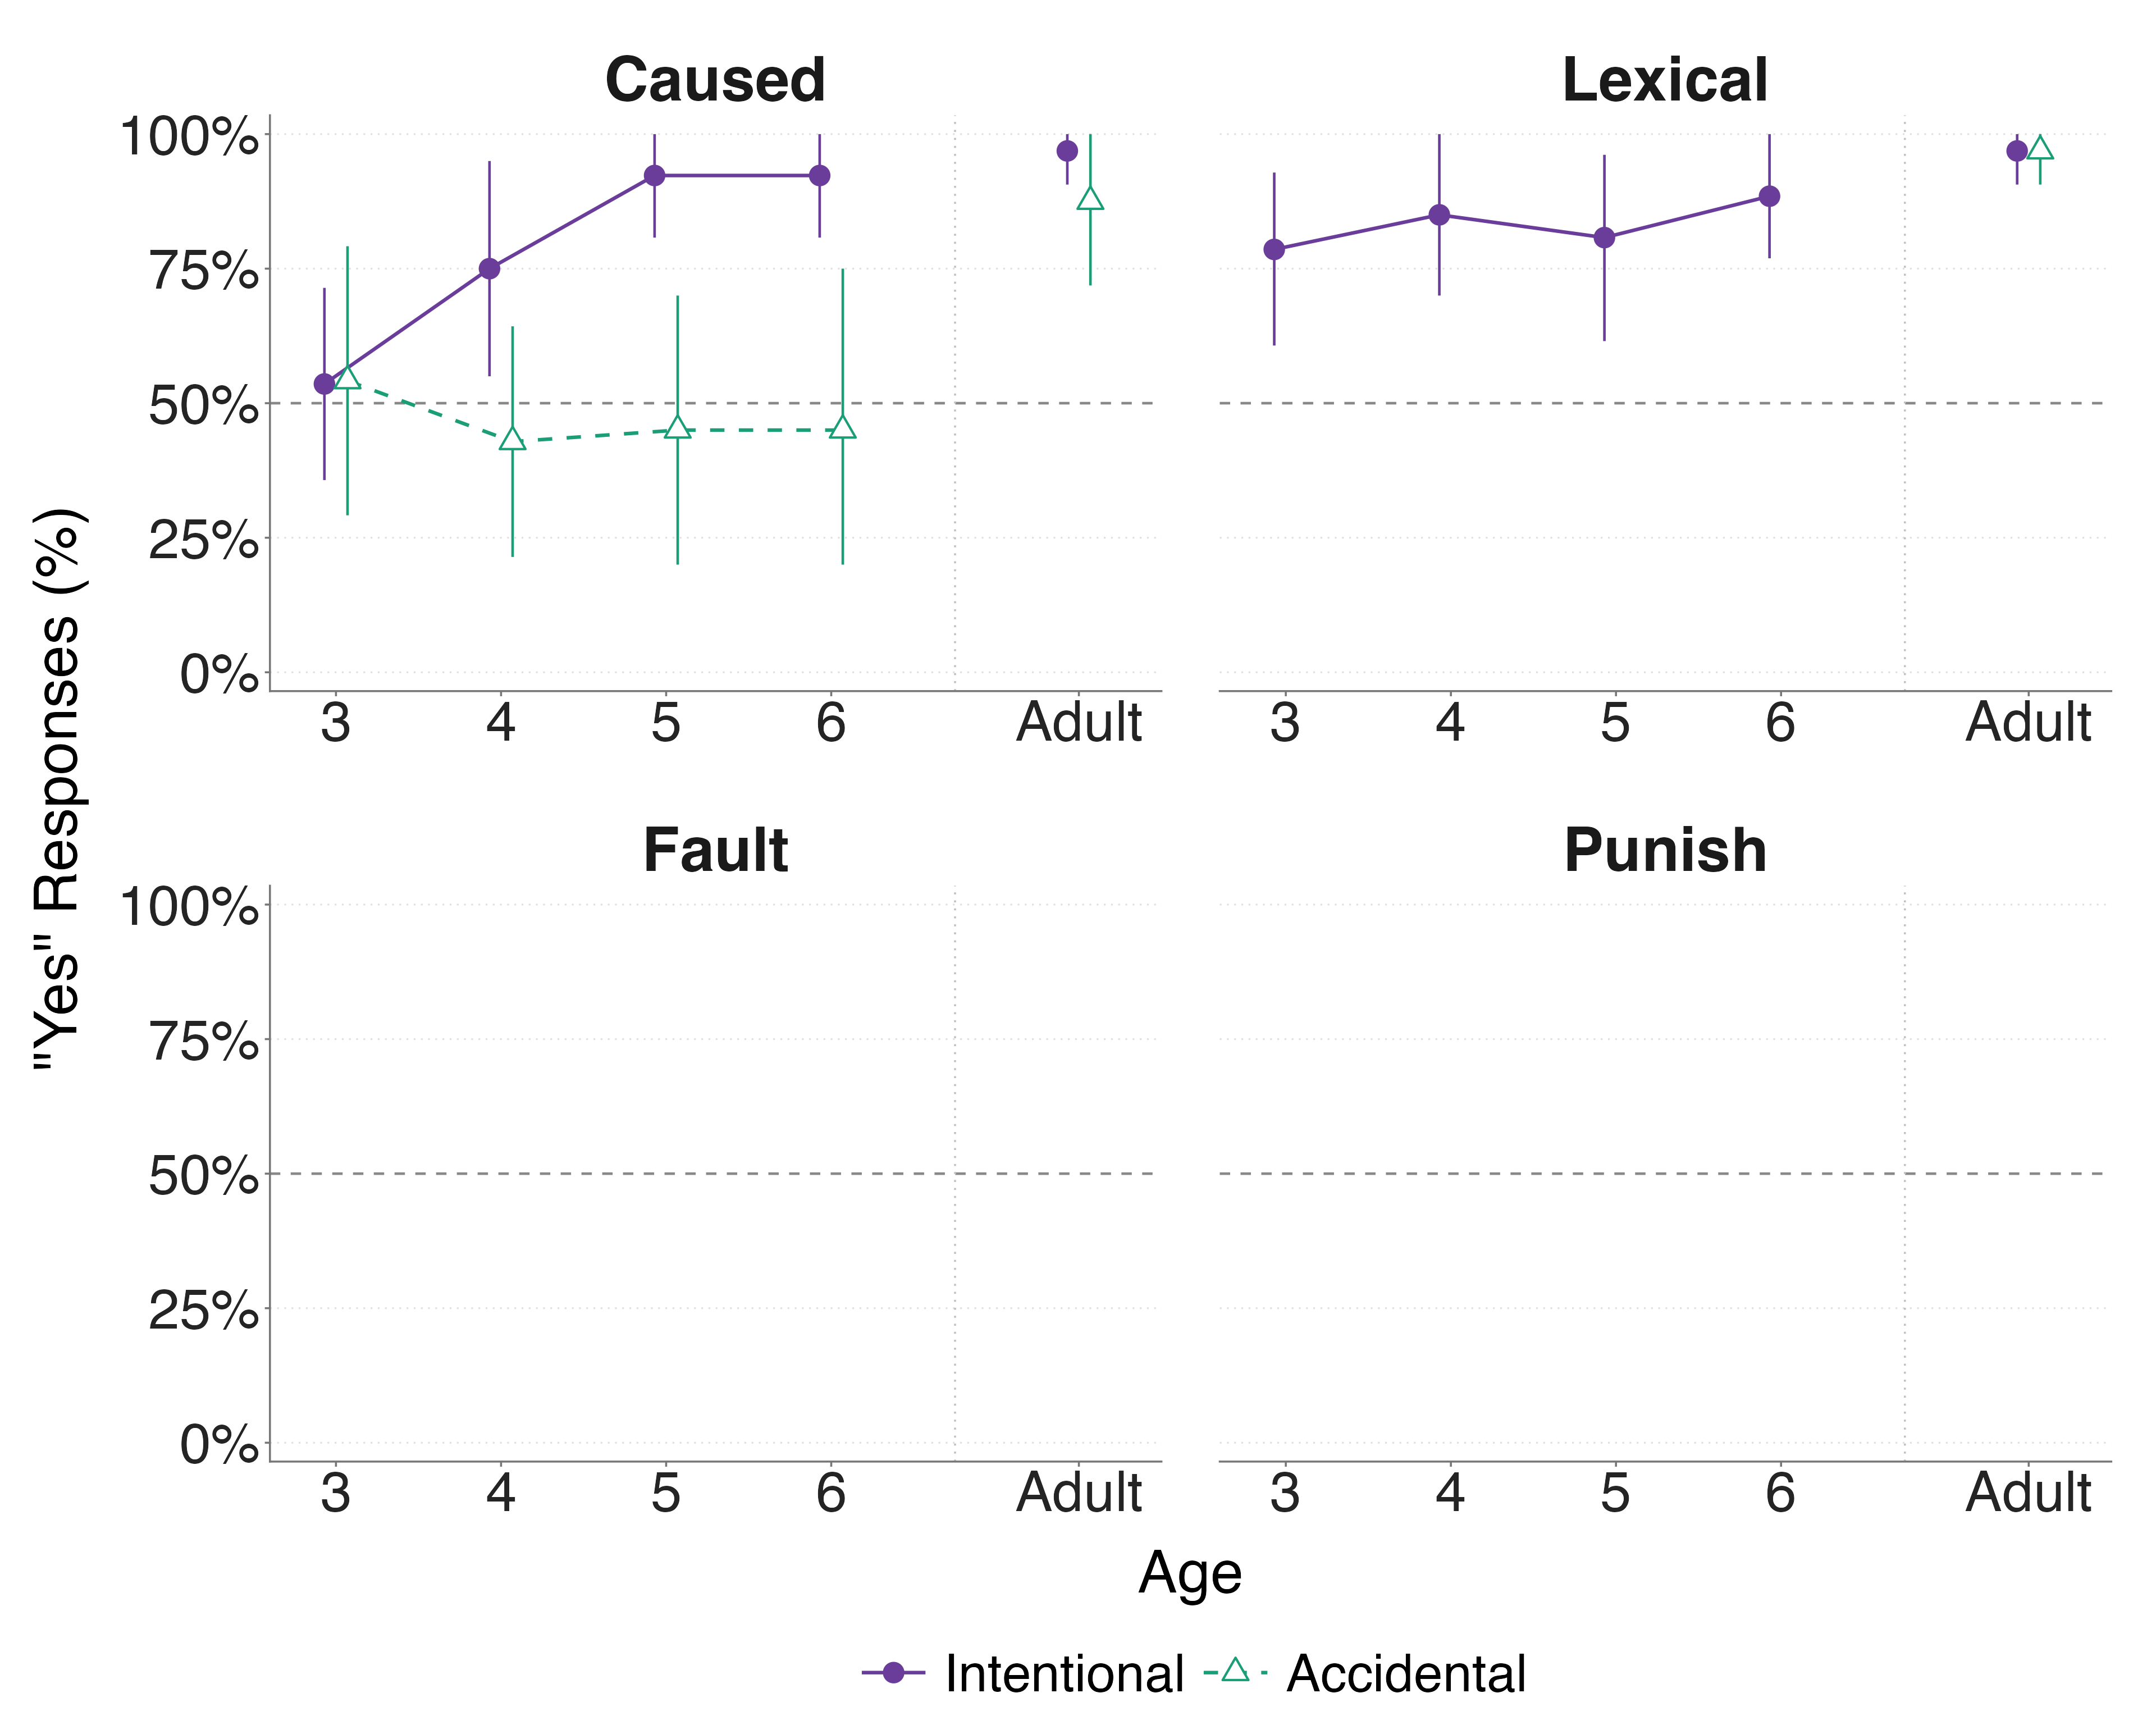 Caused
Lexical
100%
75%
50%
25%
0%
3 4 5 6 Adult
3 4 5 6 Adult
"Yes" Responses (%)
Fault
Punish
100%
75%
50%
25%
0%
3 4 5 6 Adult
3 4 5 6 Adult
Age
Intentional Accidental